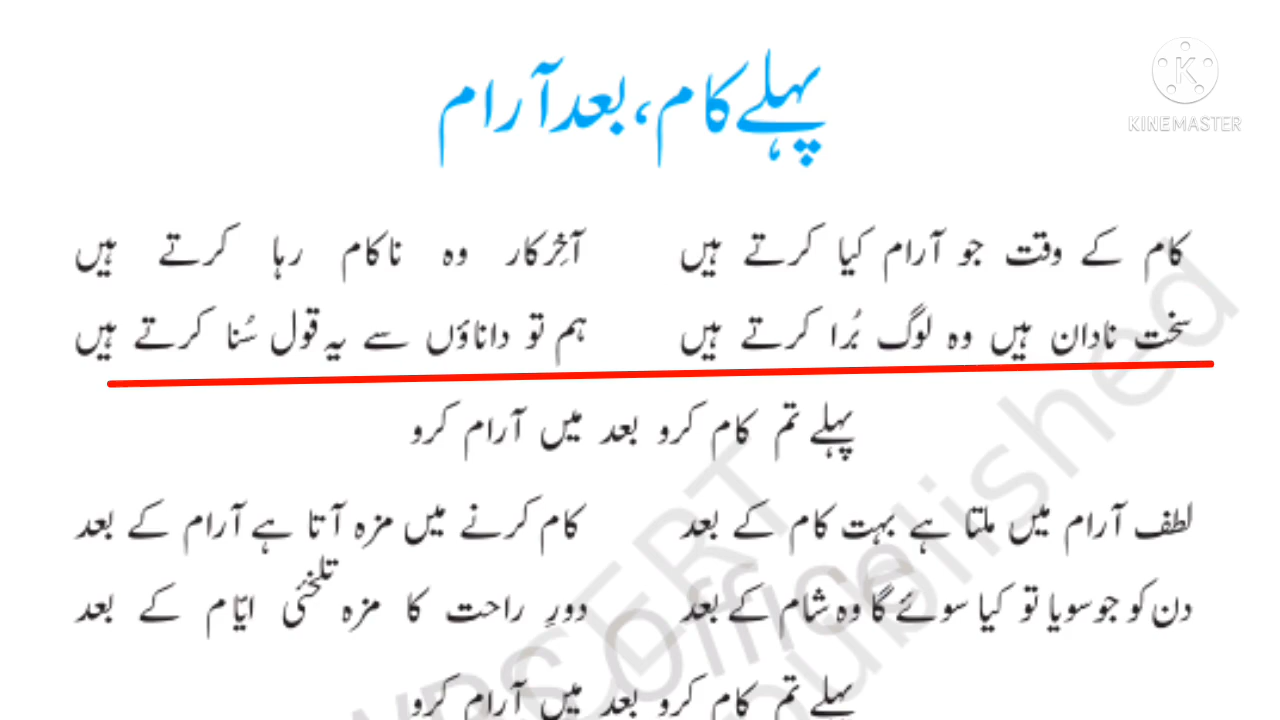 پہلے کام، بعد آرام
KINEMASTER
کام کے وقت جو آرام کیا کرتے ہیں آخِرکار وہ ناکام رہا کرتے ہیں
سخت نادان ہیں وہ لوگ بُرا کرتے ہیں ہم تو داناؤں سے یہ قول سُنا کرتے ہیں
پہلے تم کام کرو بعد میں آرام کرو
لطف آرام میں ملتا ہے بہت کام کے بعد کام کرنے میں مزہ آتا ہے آرام کے بعد
دن کو جو سویا تو کیا سوئے گا وہ شام کے بعد دورِ راحت کا مزہ تلخئی ایّام کے بعد
پہلے تم کام کرو بعد میں آرام کرو